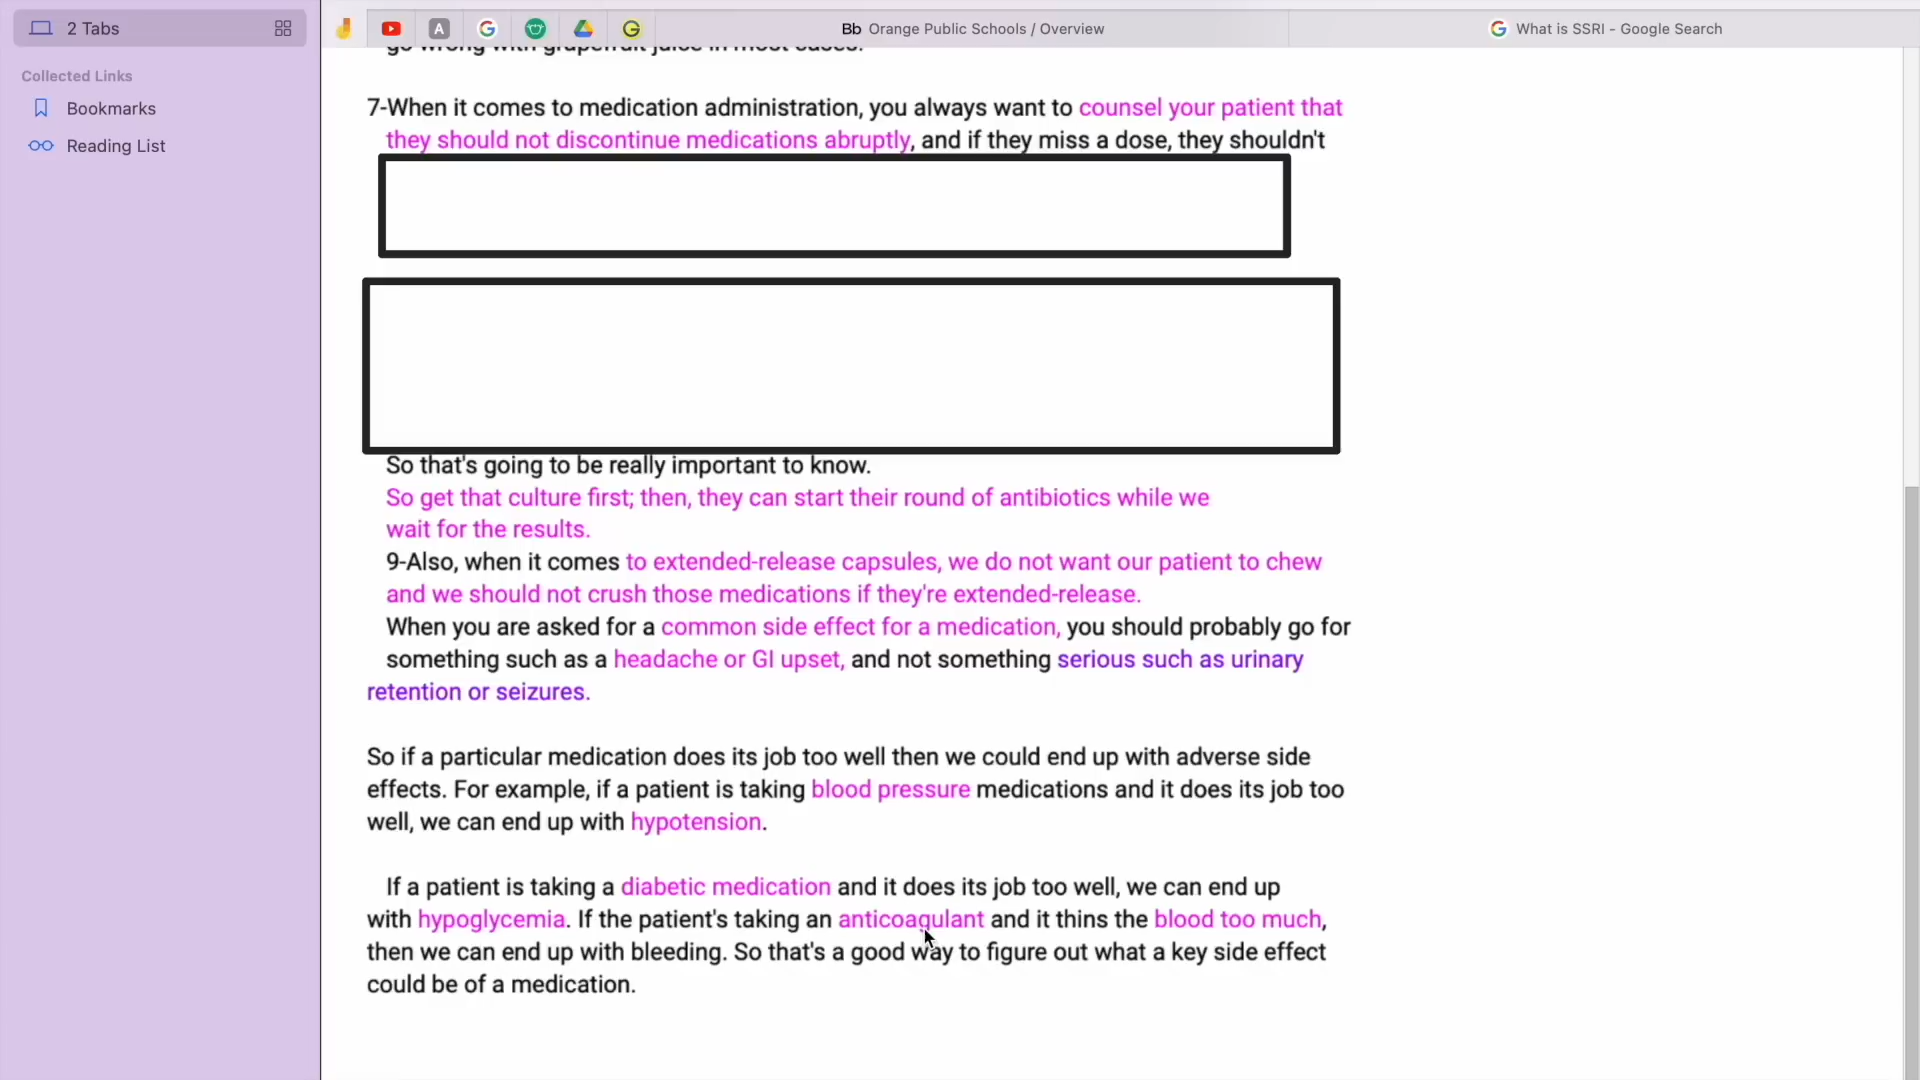 2 Tabs
Collected Links
Bookmarks
Reading List
A
G
Bb Orange Public Schools / Overview
What is SSRI - Google Search
go wrong with grapefruit juice in most cases.
7-When it comes to medication administration, you always want to counsel your patient that
they should not discontinue medications abruptly, and if they miss a dose, they shouldn't
So that's going to be really important to know.
So get that culture first; then, they can start their round of antibiotics while we
wait for the results.
9-Also, when it comes to extended-release capsules, we do not want our patient to chew
and we should not crush those medications if they're extended-release.
When you are asked for a common side effect for a medication, you should probably go for
something such as a headache or GI upset, and not something serious such as urinary
retention or seizures.
So if a particular medication does its job too well then we could end up with adverse side
effects. For example, if a patient is taking blood pressure medications and it does its job too
well, we can end up with hypotension.
If a patient is taking a diabetic medication and it does its job too well, we can end up
with hypoglycemia. If the patient's taking an anticoagulant and it thins the blood too much,
then we can end up with bleeding. So that's a good way to figure out what a key side effect
could be of a medication.